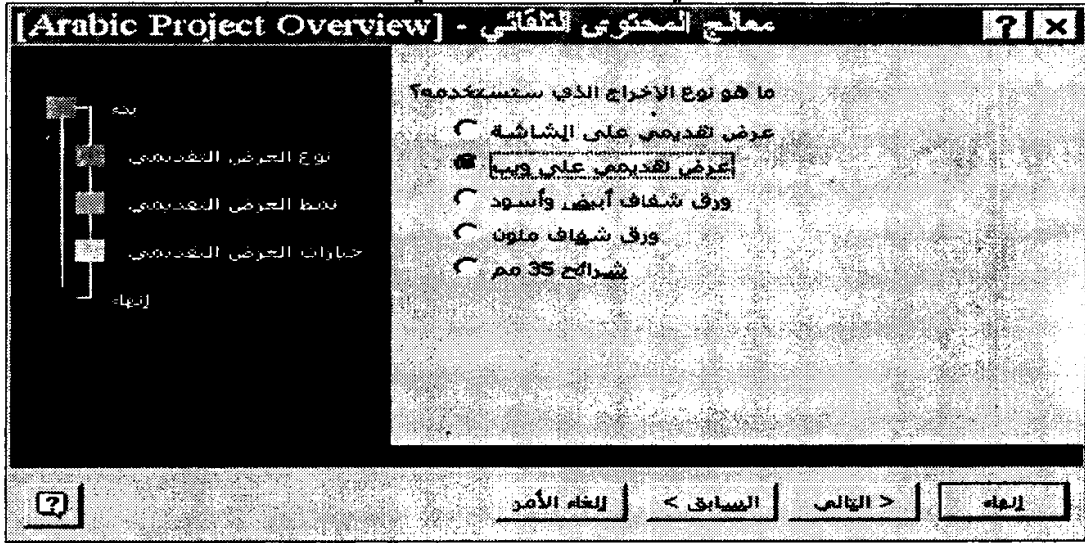 معالج المحتوى التلقائي - [Arabic Project Overview]
ما هو نوع الإخراج الذي ستستخدمه؟
عرض تقديمي على الشاشة
عرض تقديمي على ويب
ورق شفاف أبيض وأسود
ورق شفاف ملون
شرائح 35 مم
بدء
نوع العرض التقديمي
نمط العرض التقديمي
خيارات العرض التقديمي
إنهاء
إنهاء
التالي >
< السابق
إلغاء الأمر